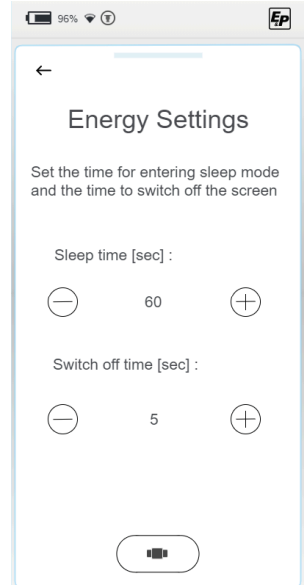 96%
T
EP
Energy Settings
Set the time for entering sleep mode
and the time to switch off the screen
Sleep time [sec] :
60
Switch off time [sec] :
5